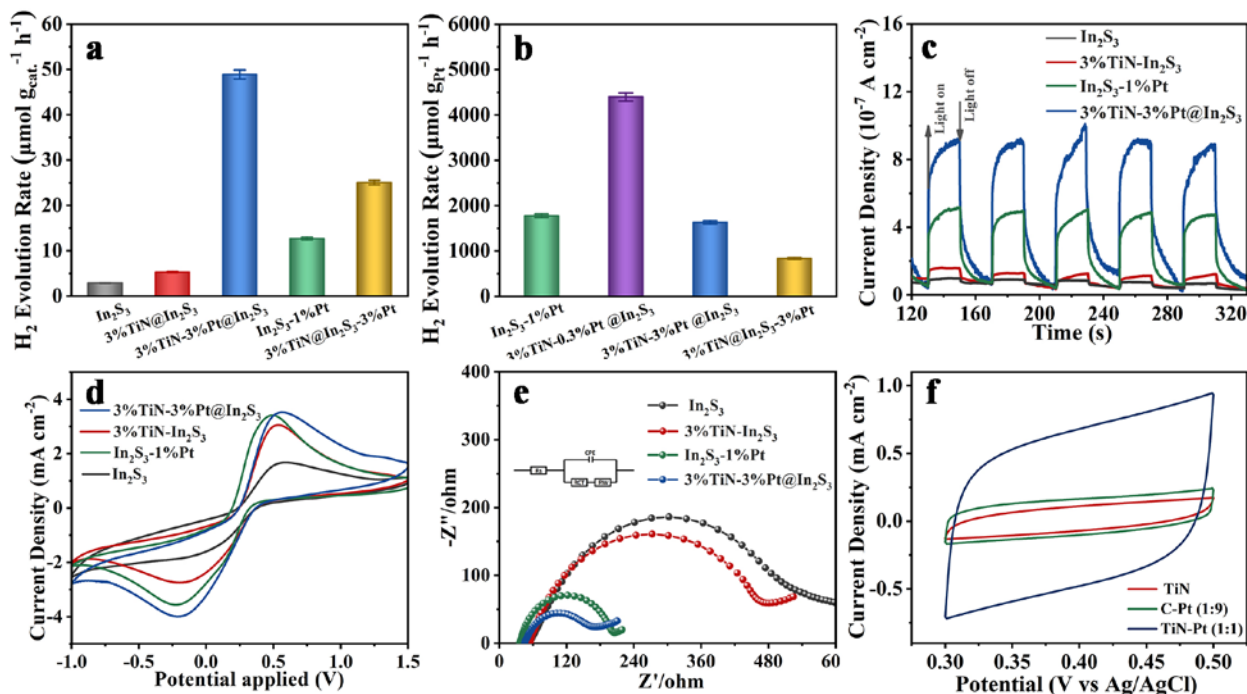 a
H₂ Evolution Rate (μmol g_cat.⁻¹ h⁻¹)
60
50
40
30
20
10
0
In₂S₃
3%TiN@In₂S₃
3%TiN-3%Pt@In₂S₃
In₂S₃-1%Pt
3%TiN@In₂S₃-3%Pt
b
H₂ Evolution Rate (μmol g_Pt⁻¹ h⁻¹)
6000
5000
4000
3000
2000
1000
0
In₂S₃-1%Pt
3%TiN-0.3%Pt @In₂S₃
3%TiN-3%Pt @In₂S₃
3%TiN@In₂S₃-3%Pt
c
In₂S₃
3%TiN-In₂S₃
In₂S₃-1%Pt
3%TiN-3%Pt@In₂S₃
Light on
Light off
Current Density (10⁻⁷ A cm⁻²)
12
8
4
0
120 160 200 240 280 320
Time (s)
d
3%TiN-3%Pt@In₂S₃
3%TiN-In₂S₃
In₂S₃-1%Pt
In₂S₃
Current Density (mA cm⁻²)
4
2
0
-2
-4
-1.0 -0.5 0.0 0.5 1.0 1.5
Potential applied (V)
e
In₂S₃
3%TiN-In₂S₃
In₂S₃-1%Pt
3%TiN-3%Pt@In₂S₃
CPE
-Z''/ohm
400
300
200
100
0
0 120 240 360 480 60
Z'/ohm
f
Current Density (mA cm⁻²)
1.0
0.5
0.0
-0.5
TiN
C-Pt (1:9)
TiN-Pt (1:1)
0.30 0.35 0.40 0.45 0.50
Potential (V vs Ag/AgCl)